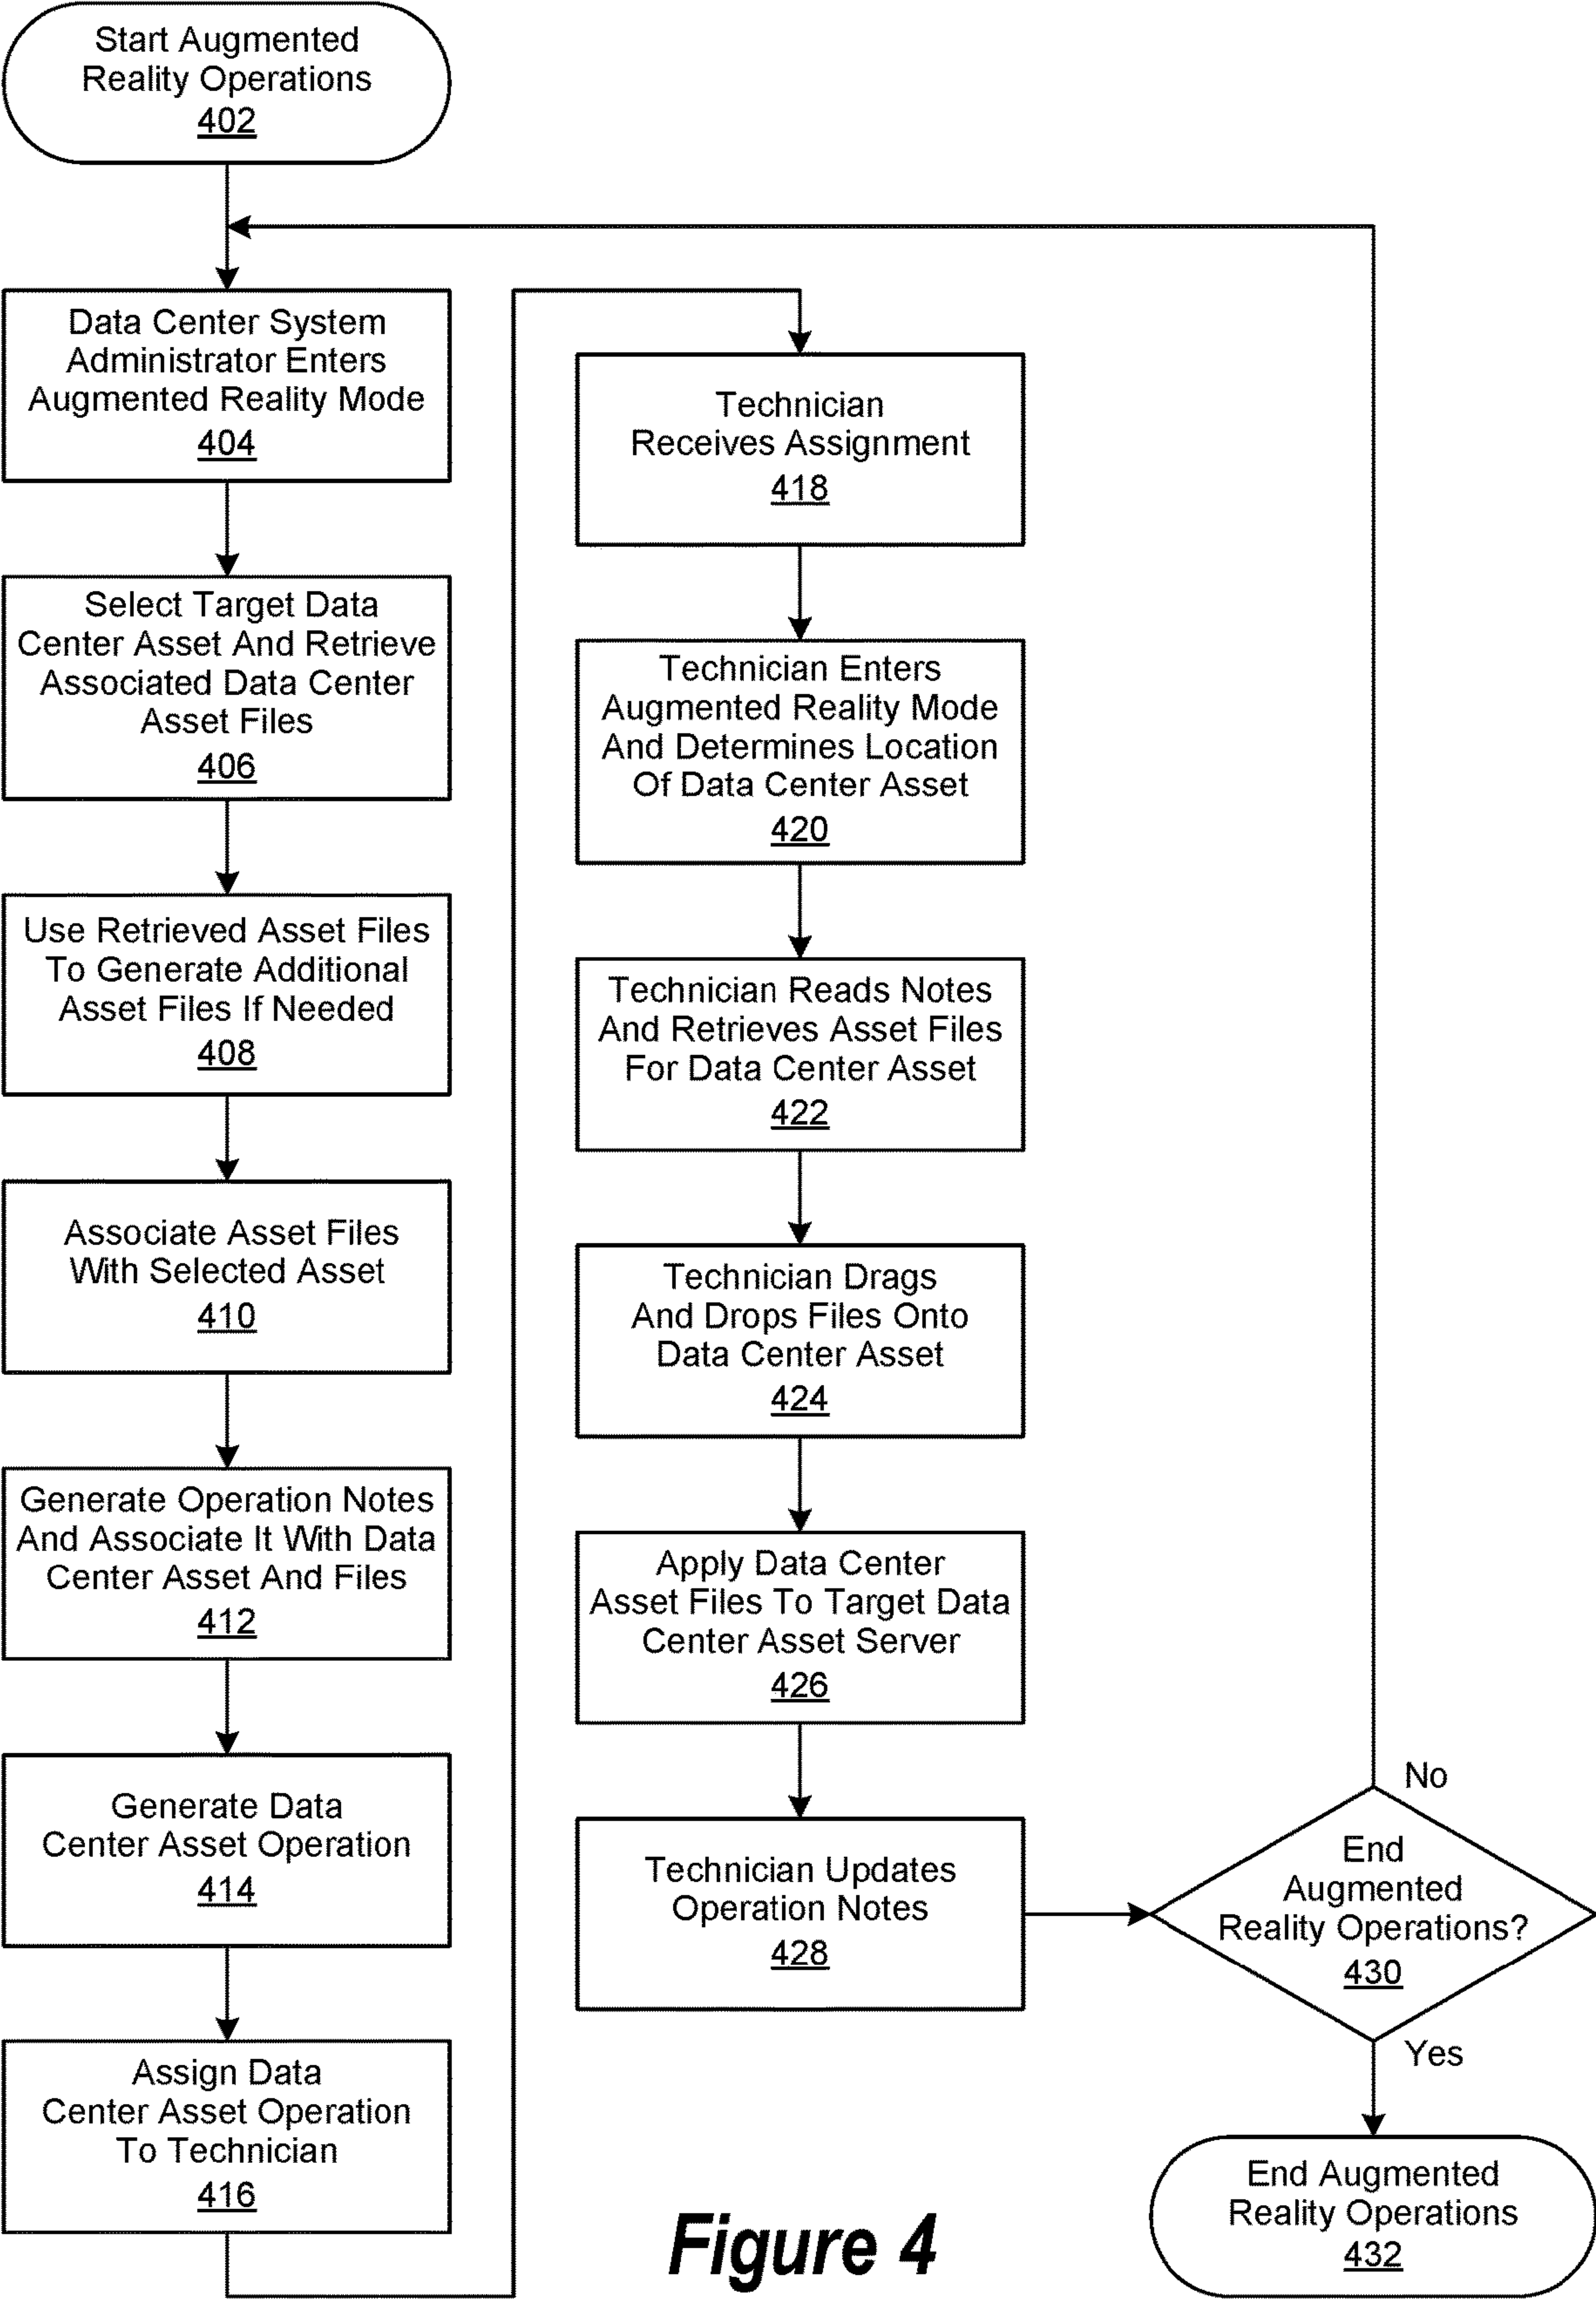 Start Augmented
Reality Operations
402
Data Center System
Administrator Enters
Augmented Reality Mode
404
Select Target Data
Center Asset And Retrieve
Associated Data Center
Asset Files
406
Use Retrieved Asset Files
To Generate Additional
Asset Files If Needed
408
Associate Asset Files
With Selected Asset
410
Generate Operation Notes
And Associate It With Data
Center Asset And Files
412
Generate Data
Center Asset Operation
414
Assign Data
Center Asset Operation
To Technician
416
Technician
Receives Assignment
418
Technician Enters
Augmented Reality Mode
And Determines Location
Of Data Center Asset
420
Technician Reads Notes
And Retrieves Asset Files
For Data Center Asset
422
Technician Drags
And Drops Files Onto
Data Center Asset
424
Apply Data Center
Asset Files To Target Data
Center Asset Server
426
Technician Updates
Operation Notes
428
No
End
Augmented
Reality Operations?
430
Yes
End Augmented
Reality Operations
432
Figure 4